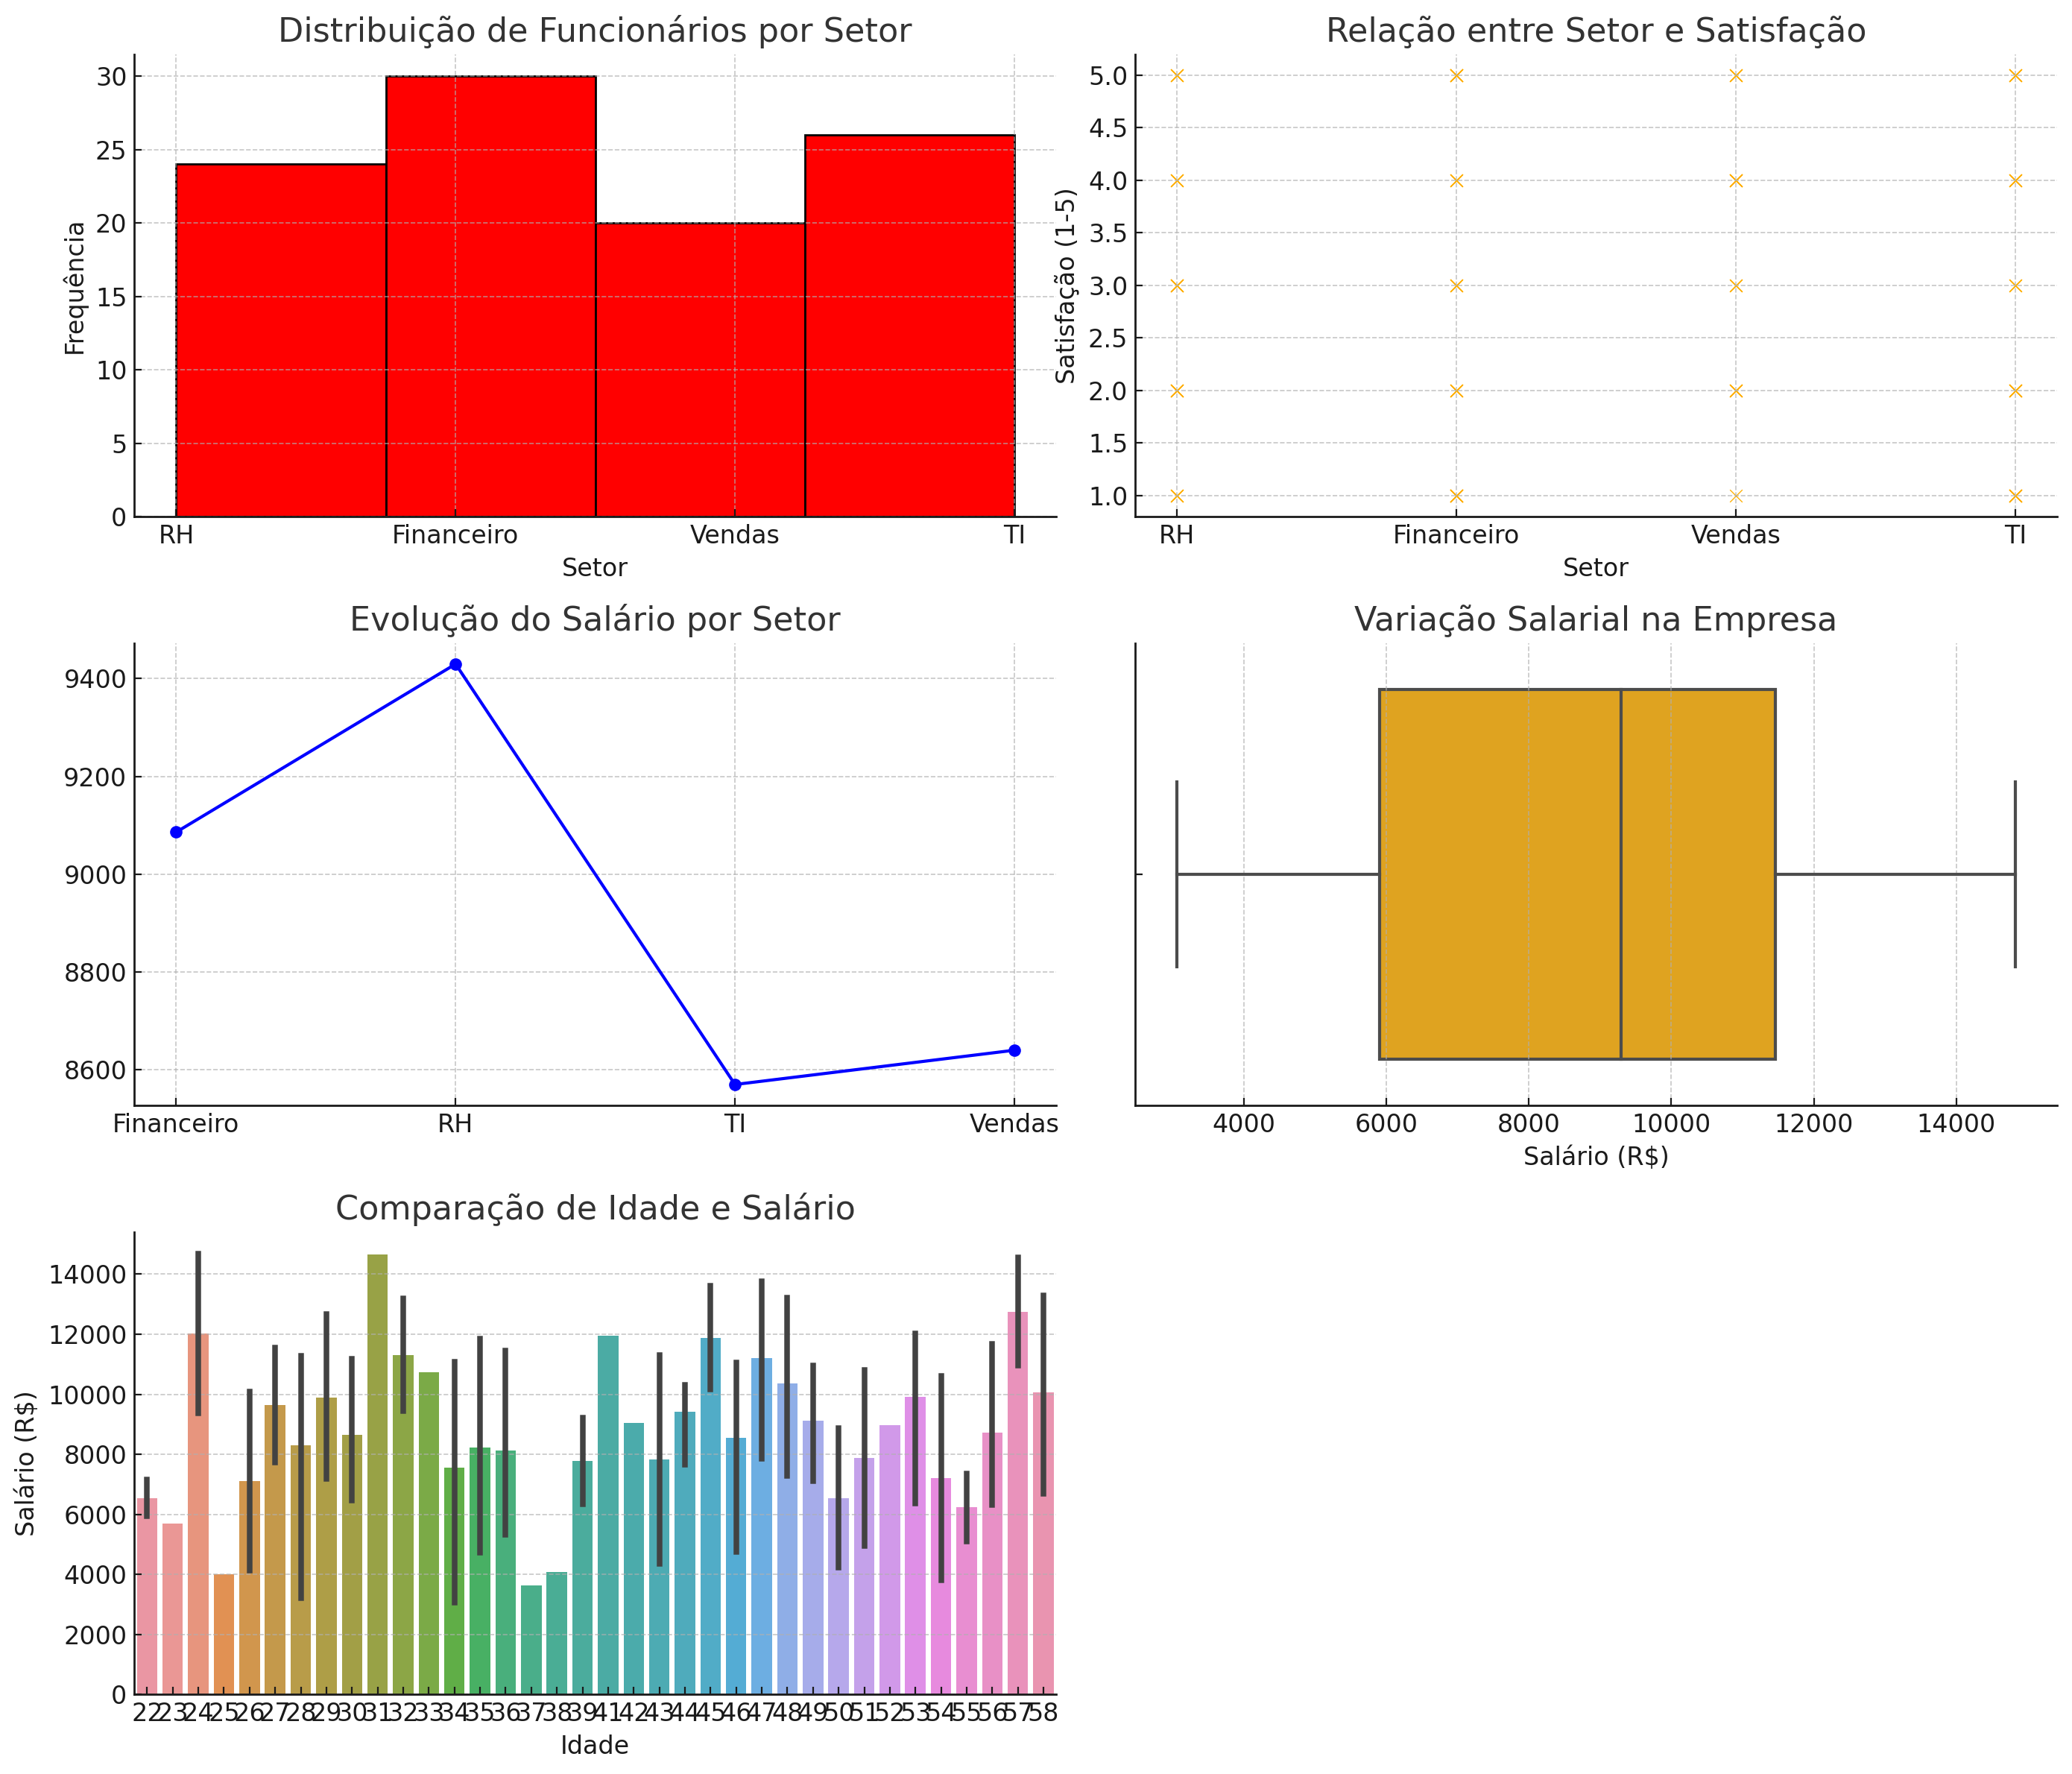 Distribuição de Funcionários por Setor
30
25
20
15
10
5
0
Frequência
RH Financeiro Vendas TI
Setor
Relação entre Setor e Satisfação
5.0
4.5
4.0
3.5
3.0
2.5
2.0
1.5
1.0
Satisfação (1-5)
RH Financeiro Vendas TI
Setor
Evolução do Salário por Setor
9400
9200
9000
8800
8600
Financeiro RH TI Vendas
Variação Salarial na Empresa
4000 6000 8000 10000 12000 14000
Salário (R$)
Comparação de Idade e Salário
14000
12000
10000
8000
6000
4000
2000
0
Salário (R$)
22 23 24 25 26 27 28 29 30 31 32 33 34 35 36 37 38 39 41 42 43 44 45 46 47 48 49 50 51 52 53 54 55 56 57 58
Idade